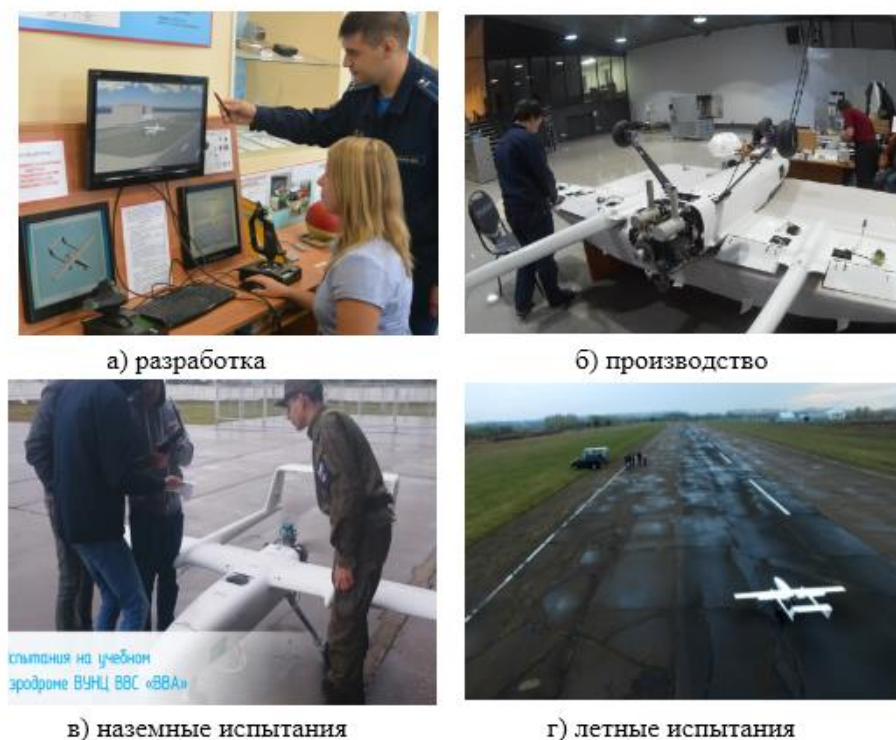 а) разработка
б) производство
спытания на учебном
эродроме ВУНЦ ВВС «ВВА»
в) наземные испытания
г) летные испытания